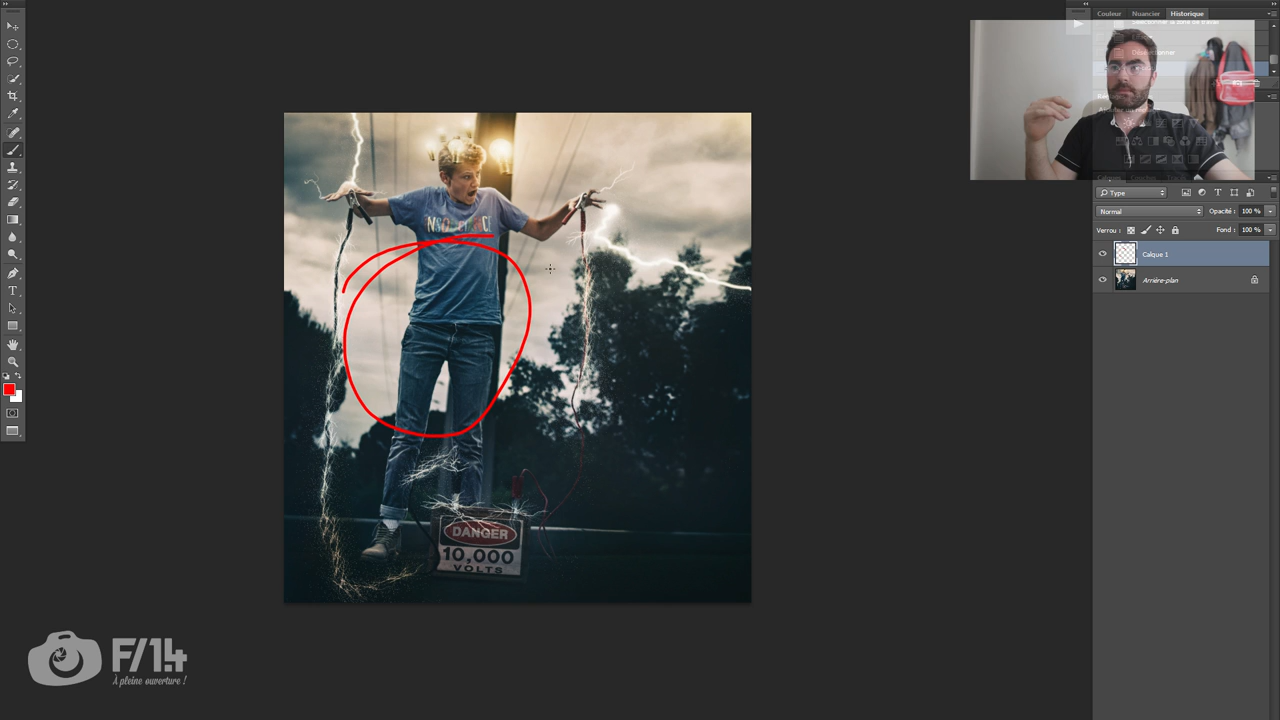 Couleur Nuancier Historique
Désélectionner
Type
Normal Opacité: 100 %
Verrou: Fond: 100 %
Calque 1
Arrière-plan
DANGER
10,000
VOLTS
F/1.4
À pleine ouverture !